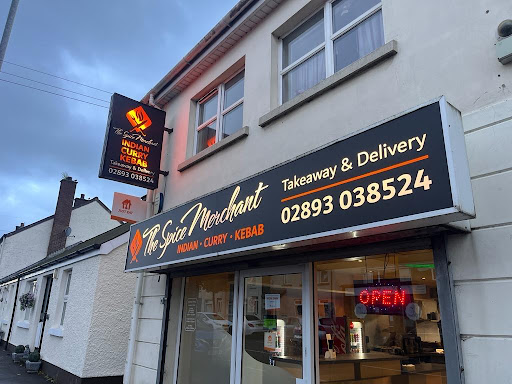 The Spice Merchant
INDIAN
CURRY
KEBAB
Takeaway & Delivery
02893 038524
The Spice Merchant
INDIAN · CURRY · KEBAB
Takeaway & Delivery
02893 038524
OPEN